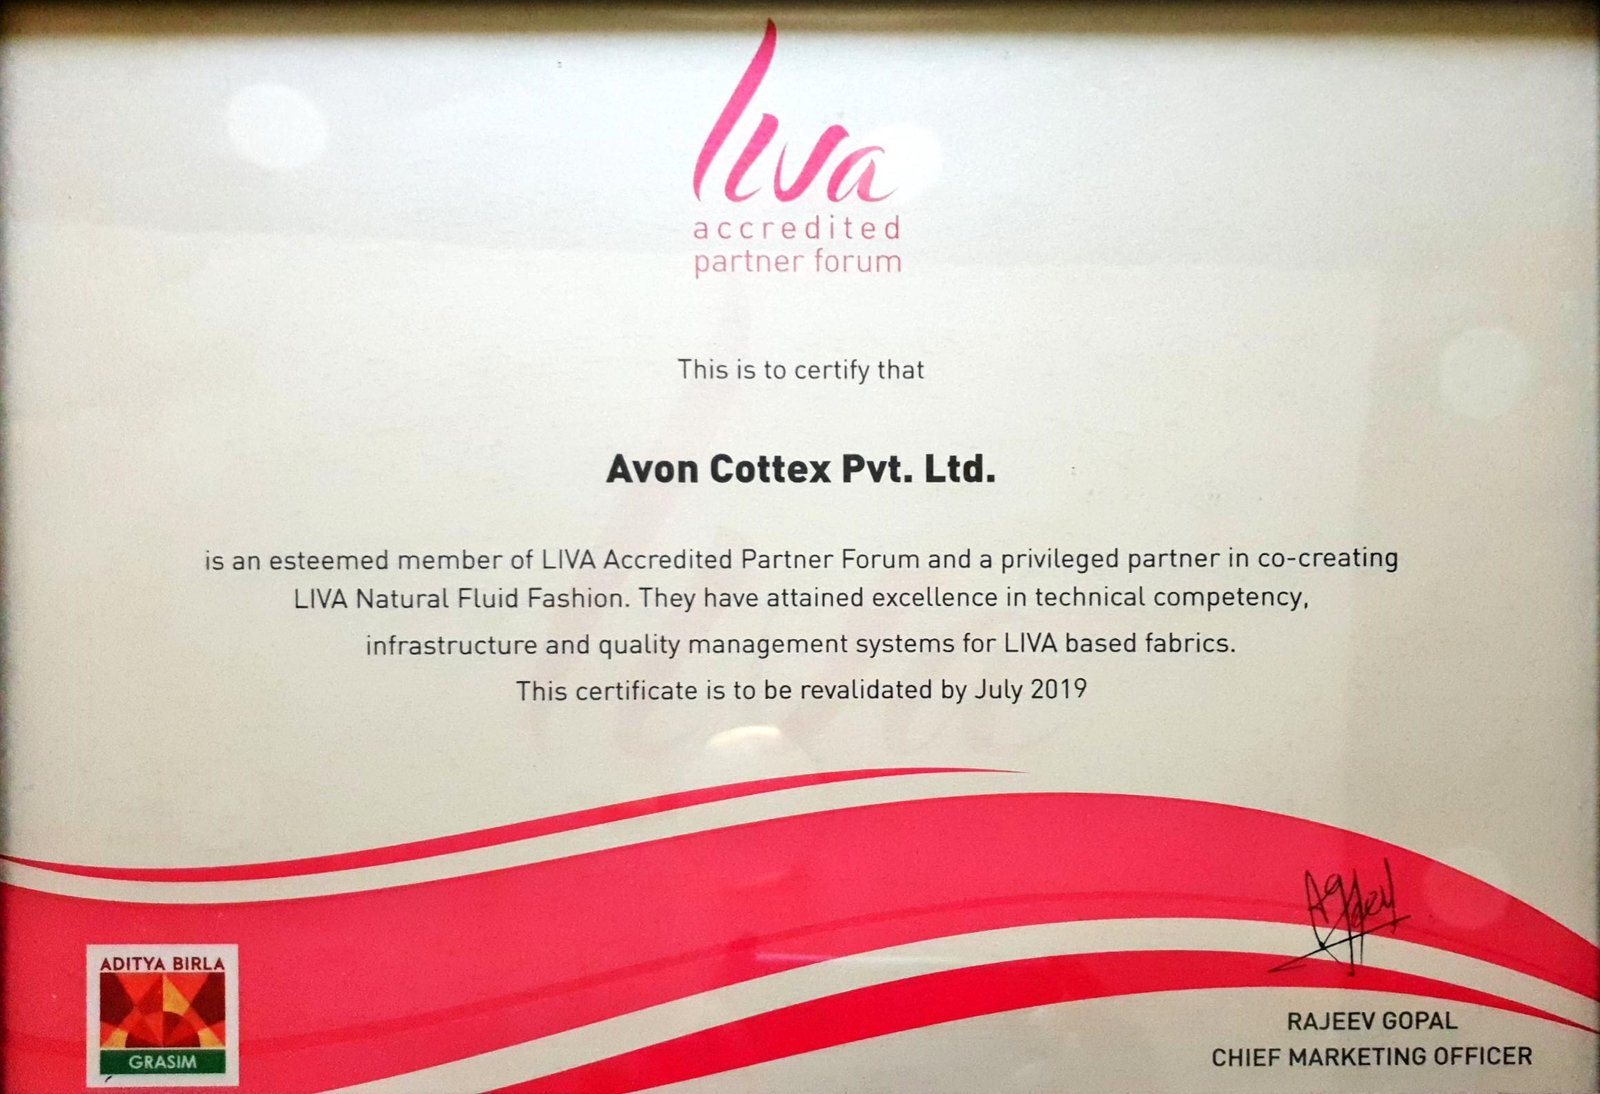 liva
accredited
partner forum
This is to certify that
Avon Cottex Pvt. Ltd.
is an esteemed member of LIVA Accredited Partner Forum and a privileged partner in co-creating
LIVA Natural Fluid Fashion. They have attained excellence in technical competency,
infrastructure and quality management systems for LIVA based fabrics.
This certificate is to be revalidated by July 2019
ADITYA BIRLA
GRASIM
RAJEEV GOPAL
CHIEF MARKETING OFFICER